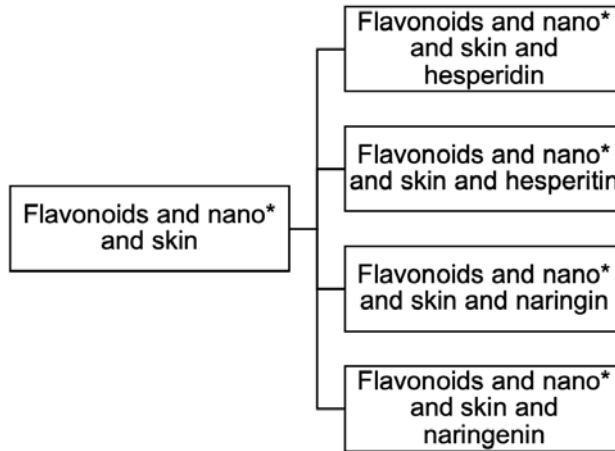 Flavonoids and nano*
and skin
Flavonoids and nano*
and skin and
hesperidin
Flavonoids and nano*
and skin and hesperitin
Flavonoids and nano*
and skin and naringin
Flavonoids and nano*
and skin and
naringenin